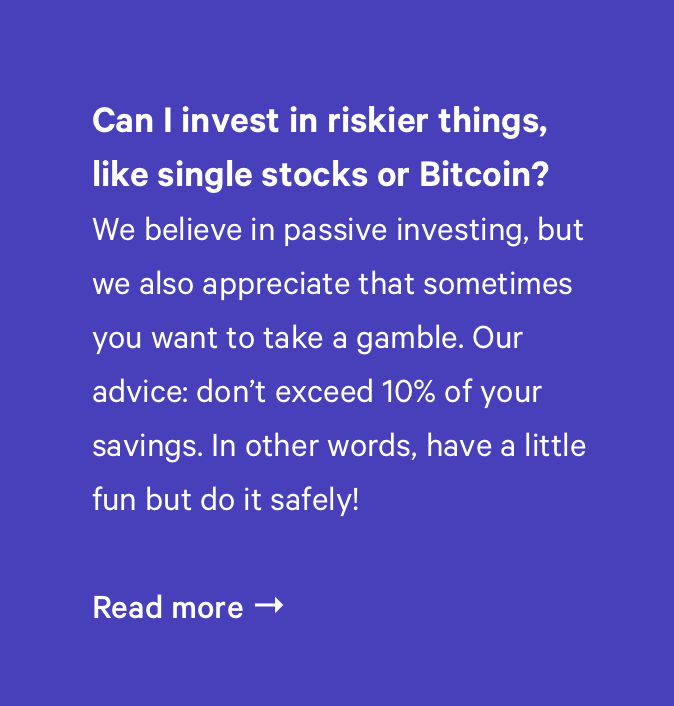 Can I invest in riskier things,
like single stocks or Bitcoin?
We believe in passive investing, but
we also appreciate that sometimes
you want to take a gamble. Our
advice: don’t exceed 10% of your
savings. In other words, have a little
fun but do it safely!
Read more →